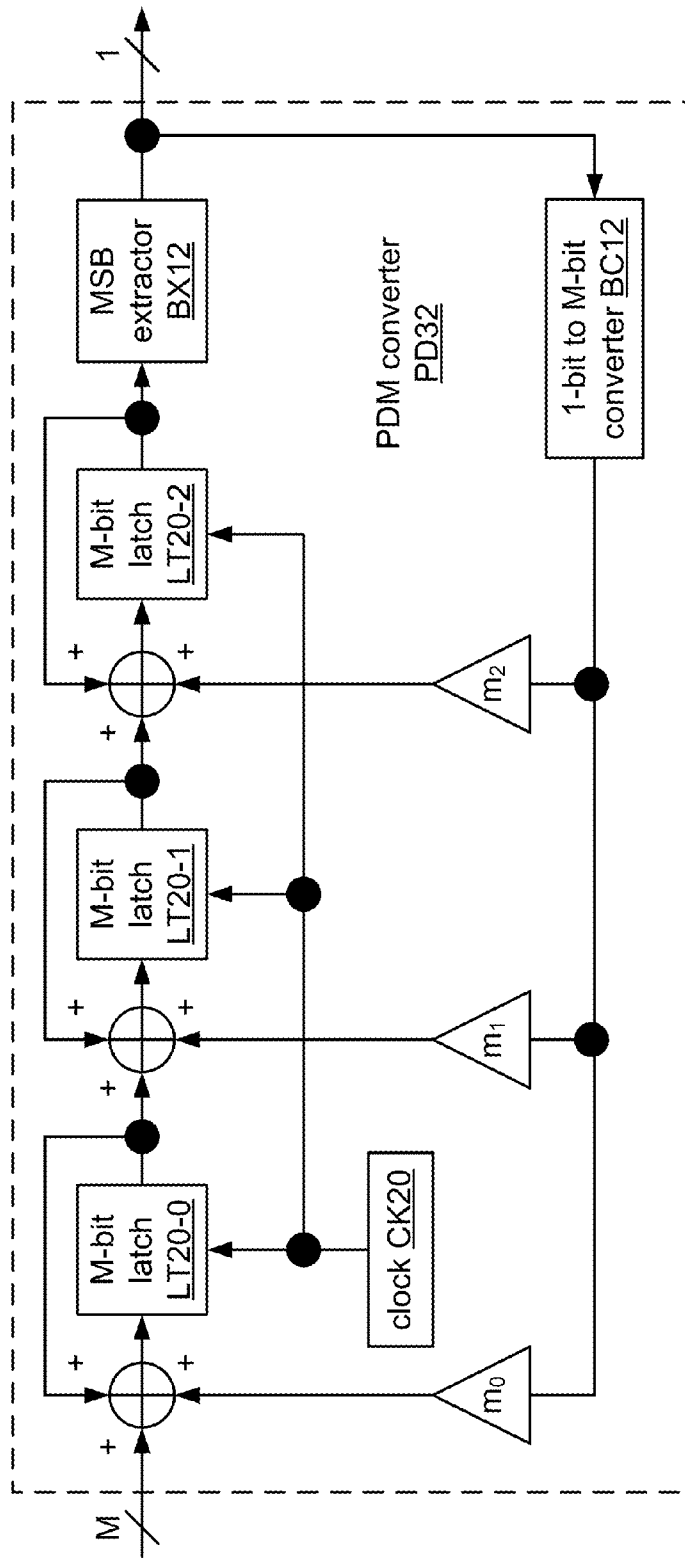 M
+
+
+
M-bit
latch
LT20-0
+
+
+
M-bit
latch
LT20-1
+
+
+
M-bit
latch
LT20-2
MSB
extractor
BX12
1
clock CK20
PDM converter
PD32
m₀
m₁
m₂
1-bit to M-bit
converter BC12